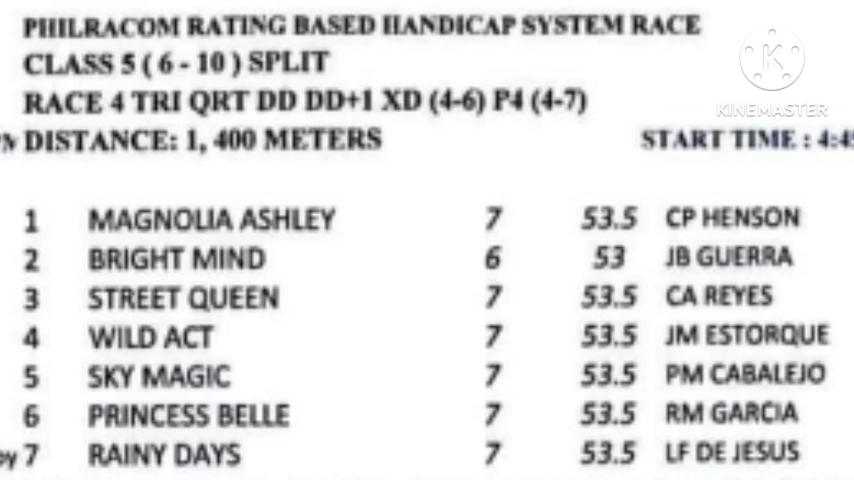 PHILRACOM RATING BASED HANDICAP SYSTEM RACE
CLASS 5 ( 6 - 10 ) SPLIT
RACE 4 TRI QRT DD DD+1 XD (4-6) P4 (4-7)
DISTANCE: 1, 400 METERS START TIME : 4:45
KINEMASTER
1 MAGNOLIA ASHLEY 7 53.5 CP HENSON
2 BRIGHT MIND 6 53 JB GUERRA
3 STREET QUEEN 7 53.5 CA REYES
4 WILD ACT 7 53.5 JM ESTORQUE
5 SKY MAGIC 7 53.5 PM CABALEJO
6 PRINCESS BELLE 7 53.5 RM GARCIA
7 RAINY DAYS 7 53.5 LF DE JESUS